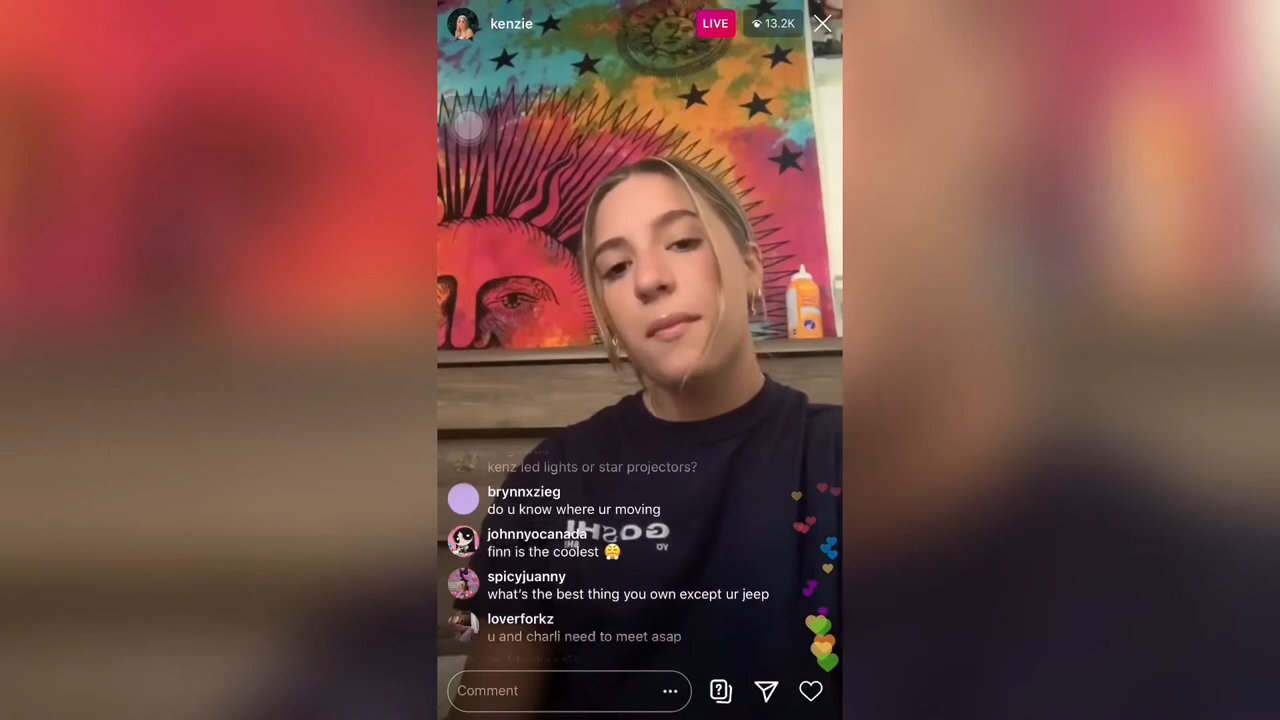 kenzie
LIVE
13.2K
kenz led lights or star projectors?
brynnxzieg
do u know where ur moving
johnnyocanada
finn is the coolest 😤
spicyjuanny
what's the best thing you own except ur jeep
loverforkz
u and charli need to meet asap
Comment